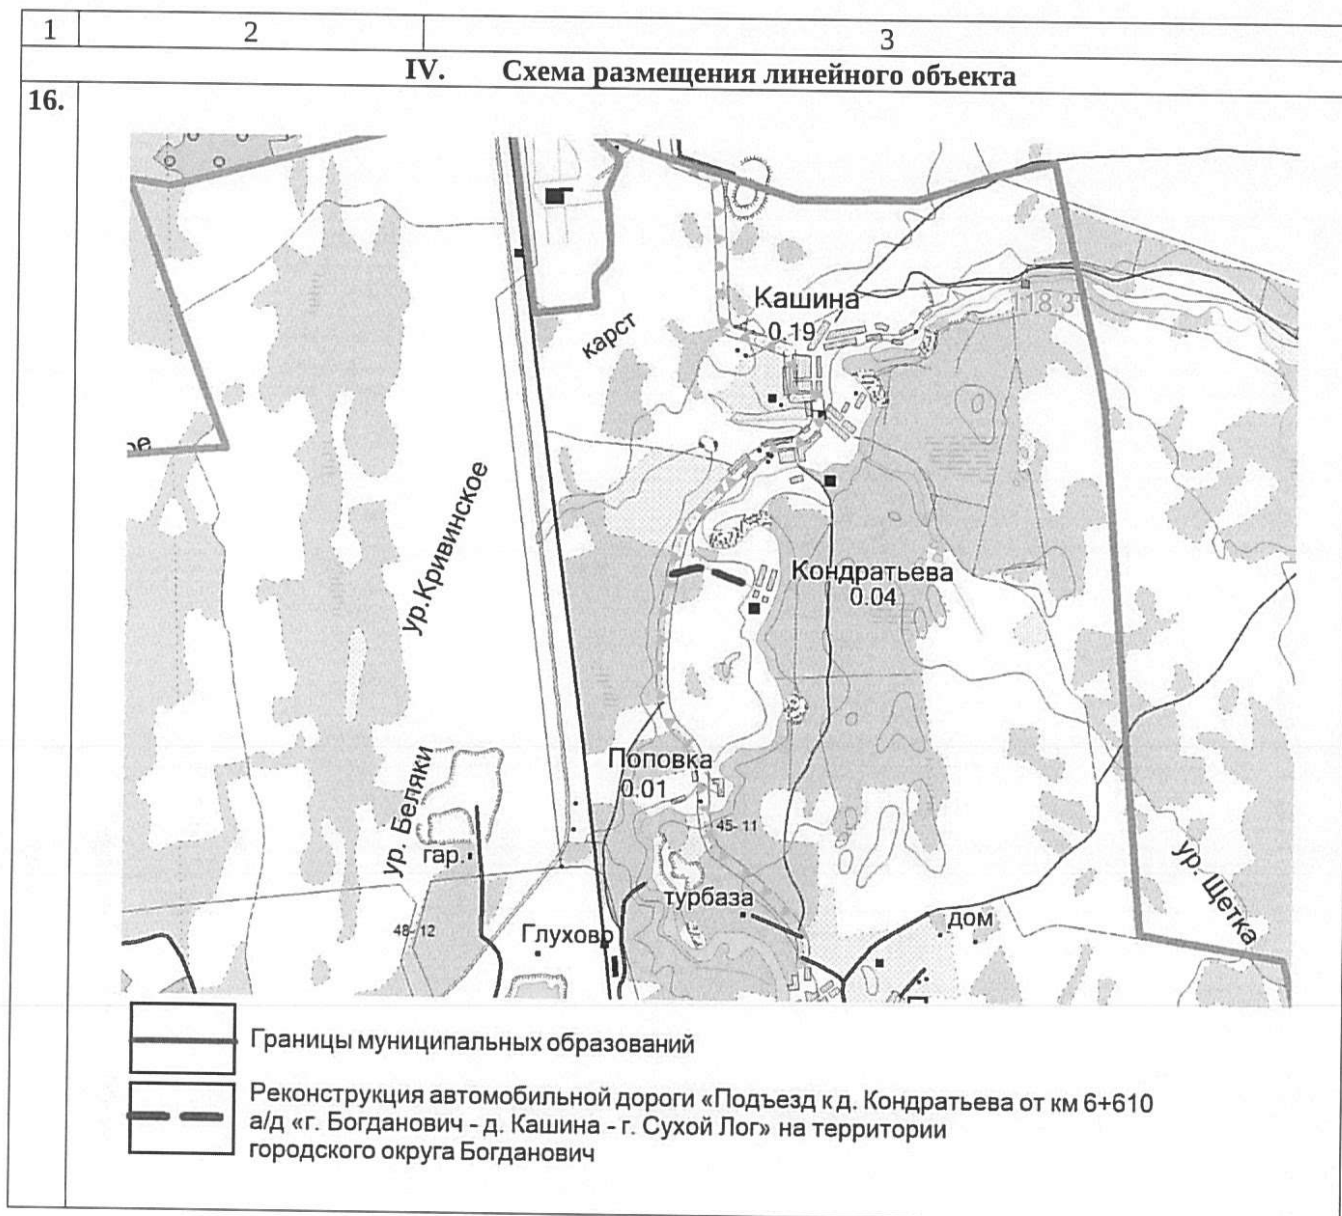 1 2 3
IV. Схема размещения линейного объекта
16.
Кашина
0.19
118.3
карст
ое
ур.Кривинское
Кондратьева
0.04
Поповка
0.01
ур. Беляки
45-11
гар.
турбаза
ур. Щетка
дом
48-12
Глухово
Границы муниципальных образований
Реконструкция автомобильной дороги «Подъезд к д. Кондратьева от км 6+610
а/д «г. Богданович - д. Кашина - г. Сухой Лог» на территории
городского округа Богданович